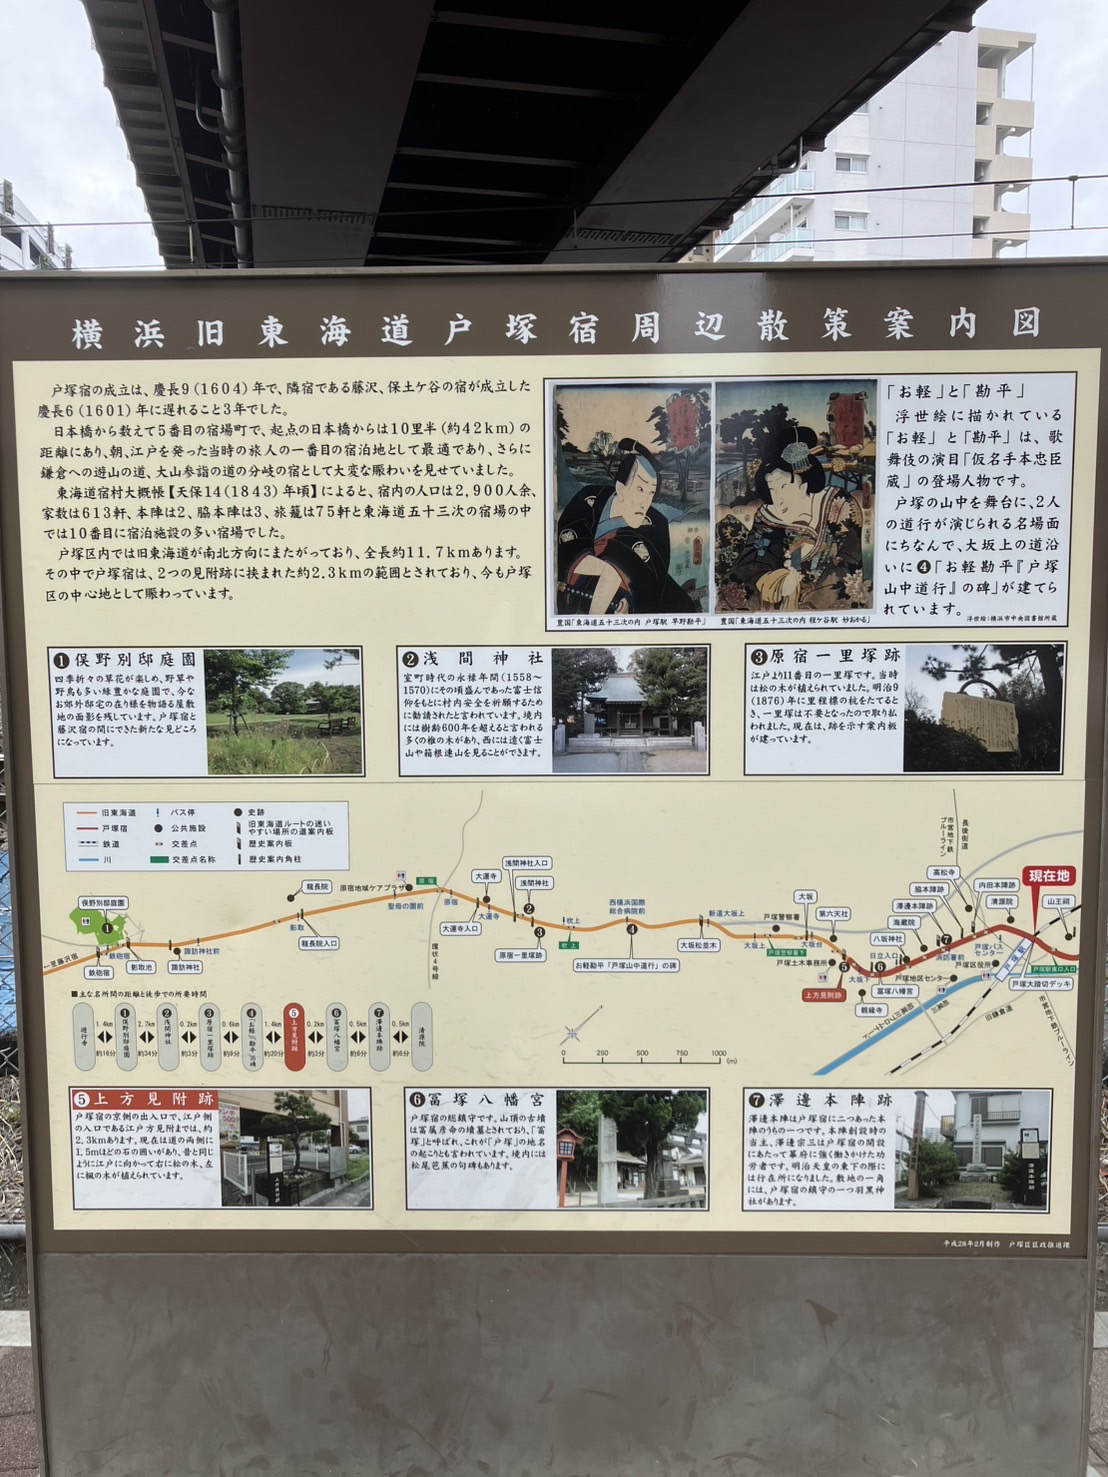 横浜旧東海道戸塚宿周辺散策案内図
戸塚宿の成立は、慶長9(1604)年で、隣宿である藤沢、保土ケ谷の宿が成立した
慶長6(1601)年に遅れること3年でした。
日本橋から数えて5番目の宿場町で、起点の日本橋からは10里半(約42km)の
距離にあり、朝、江戸を発った当時の旅人の一番目の宿泊地として最適であり、さらに
鎌倉への遊山の道、大山参詣の道の分岐の宿として大変な賑わいを見せていました。
東海道宿村大概帳【天保14(1843)年頃】によると、宿内の人口は2,900人余、
家数は613軒、本陣は2、脇本陣は3、旅籠は75軒と東海道五十三次の宿場の中
では10番目に宿泊施設の多い宿場でした。
戸塚区内では旧東海道が南北方向にまたがっており、全長約11.7kmあります。
その中で戸塚宿は、2つの見附跡に挟まれた約2.3kmの範囲とされており、今も戸塚
区の中心地として賑わっています。
豊国「東海道五十三次の内 戸塚駅 早野勘平」
豊国「東海道五十三次の内 程ケ谷駅 妙おかる」
「お軽」と「勘平」
浮世絵に描かれている
「お軽」と「勘平」は、歌
舞伎の演目「仮名手本忠臣
蔵」の登場人物です。
戸塚の山中を舞台に、2人
の道行が演じられる名場面
にちなんで、大坂上の道沿
いに❹「お軽勘平『戸塚
山中道行』の碑」が建てら
れています。
浮世絵:横浜市中央図書館所蔵
❶俣野別邸庭園
四季折々の草花が楽しめ、野草や
野鳥も多い緑豊かな庭園で、今な
お郊外邸宅の在り様を物語る屋敷
地の面影を残しています。戸塚宿と
藤沢宿の間にできた新たな見どころ
になっています。
❷浅間神社
室町時代の永禄年間(1558~
1570)にその頃盛んであった富士信
仰をもとに村内安全を祈願するため
に勧請されたと言われています。境内
には樹齢600年を超えると言われる
多くの椎の木があり、西には遠く富士
山や箱根連山を見ることができます。
❸原宿一里塚跡
江戸より11番目の一里塚です。当時
は松の木が植えられていました。明治9
(1876)年に里程標の杭をたてると
き、一里塚は不要となったので取り払
われました。現在は、跡を示す案内板
が建っています。
旧東海道
戸塚宿
鉄道
川
バス停
公共施設
交差点
交差点名称
史跡
旧東海道ルートの迷い
やすい場所の道案内板
歴史案内板
歴史案内角柱
至藤沢宿
俣野別邸庭園
❶
鉄砲宿
鉄砲宿
影取池
諏訪神社前
諏訪神社
龍長院
影取
龍長院入口
原宿地域ケアプラザ
聖母の園前
原宿
原宿
環状4号線
大運寺
大運寺
大運寺入口
浅間神社入口
浅間神社
❷
❸
原宿一里塚跡
吹上
吹上
西横浜国際
総合病院前
❹
お軽勘平「戸塚山中道行」の碑
新道大坂上
大坂松並木
大坂上
戸塚警察署
戸塚警察署下
大坂
大坂台
第六天社
戸塚土木事務所
❺
上方見附跡
大坂下
親縁寺
❻
冨塚八幡宮
八坂神社
日立入口
海蔵院
澤邊本陣跡
脇本陣跡
高松寺
❼
戸塚地区センター
戸塚区役所
戸塚バス
センター
内田本陣跡
清源院
市営地下鉄
ブルーライン
長後街道
現在地
山王祠
戸塚駅
戸塚駅東口入口
戸塚大踏切デッキ
旧鎌倉道
市営地下鉄ブルーライン
■主な名所間の距離と徒歩での所要時間
遊行寺
1.4km
約16分
❶俣野別邸庭園
2.7km
約34分
❷浅間神社
0.2km
約3分
❸原宿一里塚跡
0.6km
約9分
❹お軽「勘平」の碑
1.4km
約20分
❺上方見附跡
0.2km
約3分
❻冨塚八幡宮
0.5km
約6分
❼澤邊本陣跡
0.5km
約6分
清源院
0 250 500 750 1000 (m)
❺上方見附跡
戸塚宿の京側の出入口で、江戸側
の入口である江戸方見附までは、約
2.3kmあります。現在は道の両側に
1.5mほどの石の囲いがあり、昔と同じ
ように江戸に向かって右に松の木、左
に楓の木が植えられています。
❻冨塚八幡宮
戸塚宿の総鎮守です。山頂の古墳
は富属彦命の墳墓とされており、「冨
塚」と呼ばれ、これが「戸塚」の地名
の起こりとも言われています。境内には
松尾芭蕉の句碑もあります。
❼澤邊本陣跡
澤邊本陣は戸塚宿に二つあった本
陣のうちの一つです。本陣創設時の
当主、澤邊宗三は戸塚宿の開設
にあたって幕府に強く働きかけた功
労者です。明治天皇の東下の際に
は行在所になりました。敷地の一角
には、戸塚宿の鎮守の一つ羽黒神
社があります。
平成28年2月制作 戸塚区区政推進課